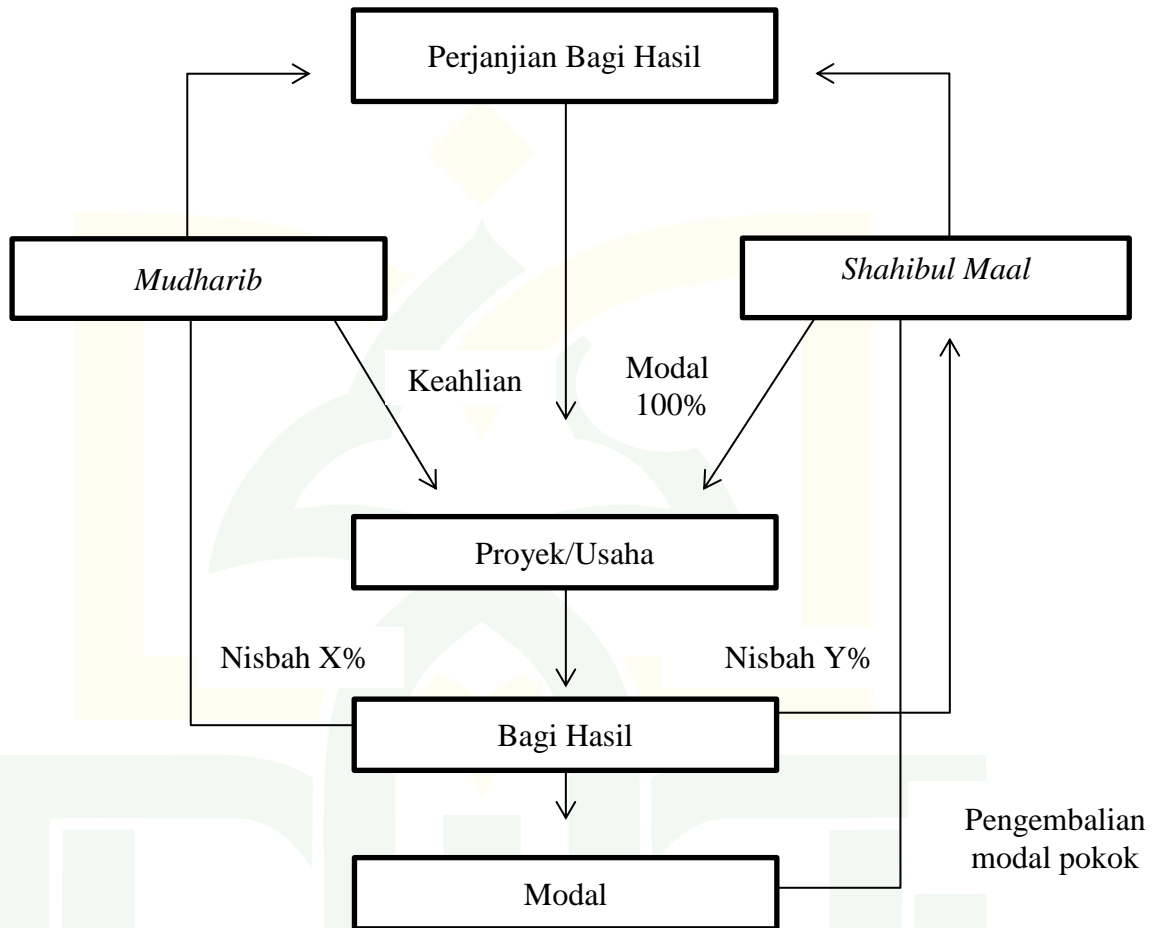 Perjanjian Bagi Hasil
Mudharib
Shahibul Maal
Keahlian
Modal
100%
Proyek/Usaha
Nisbah X%
Nisbah Y%
Bagi Hasil
Pengembalian
modal pokok
Modal